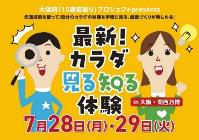 大阪府「10歳若返り」プロジェクトpresents
最新!カラダ
見る知る
体験
in 大阪・関西万博
7月28日(月)・29日(火)